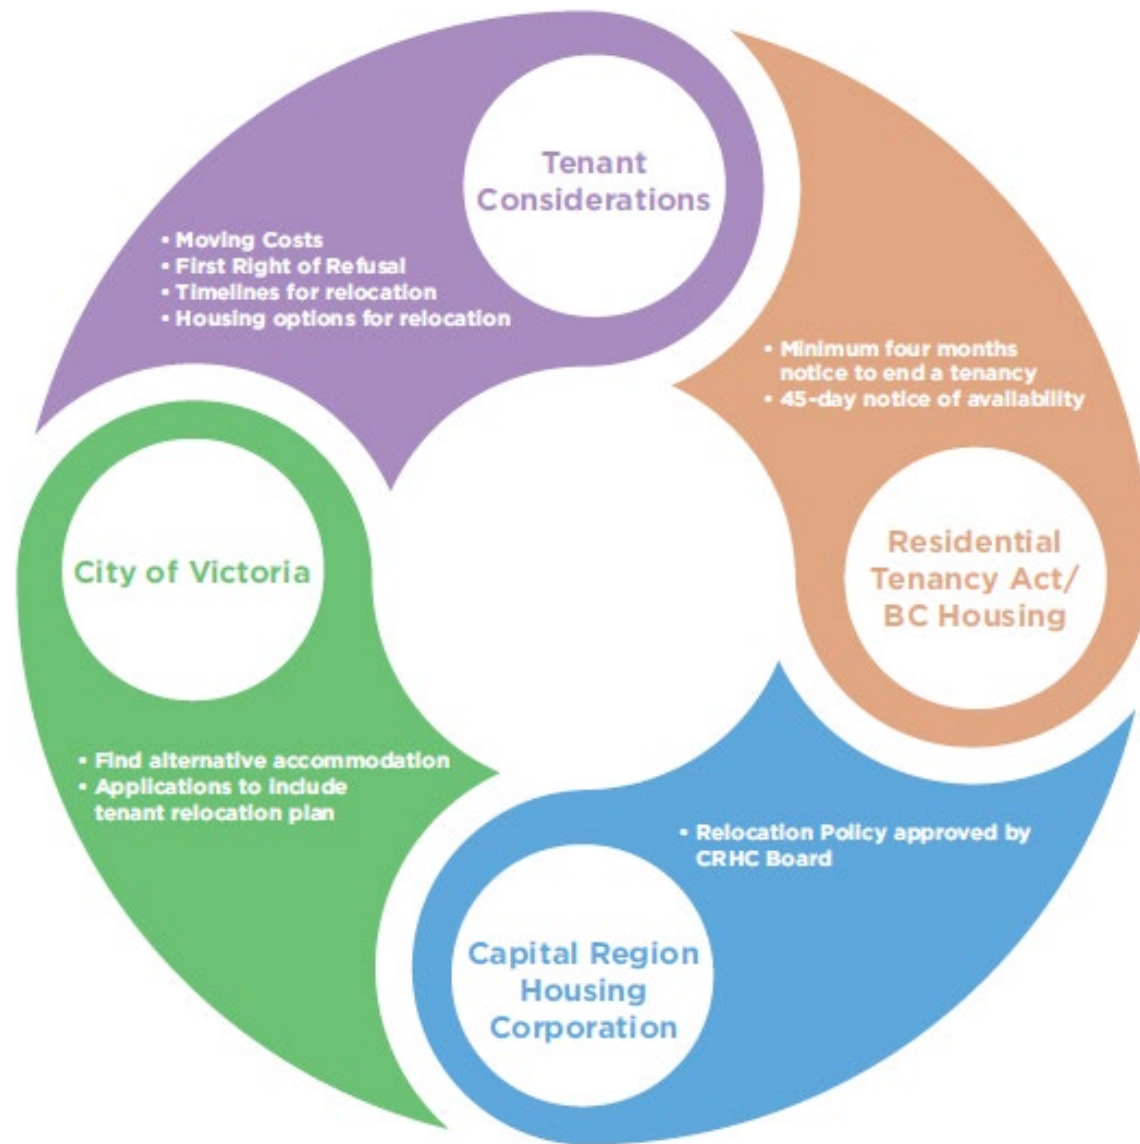 Tenant
Considerations
• Moving Costs
• First Right of Refusal
• Timelines for relocation
• Housing options for relocation
• Minimum four months
notice to end a tenancy
• 45-day notice of availability
Residential
Tenancy Act/
BC Housing
City of Victoria
• Find alternative accommodation
• Applications to include
tenant relocation plan
• Relocation Policy approved by
CRHC Board
Capital Region
Housing
Corporation